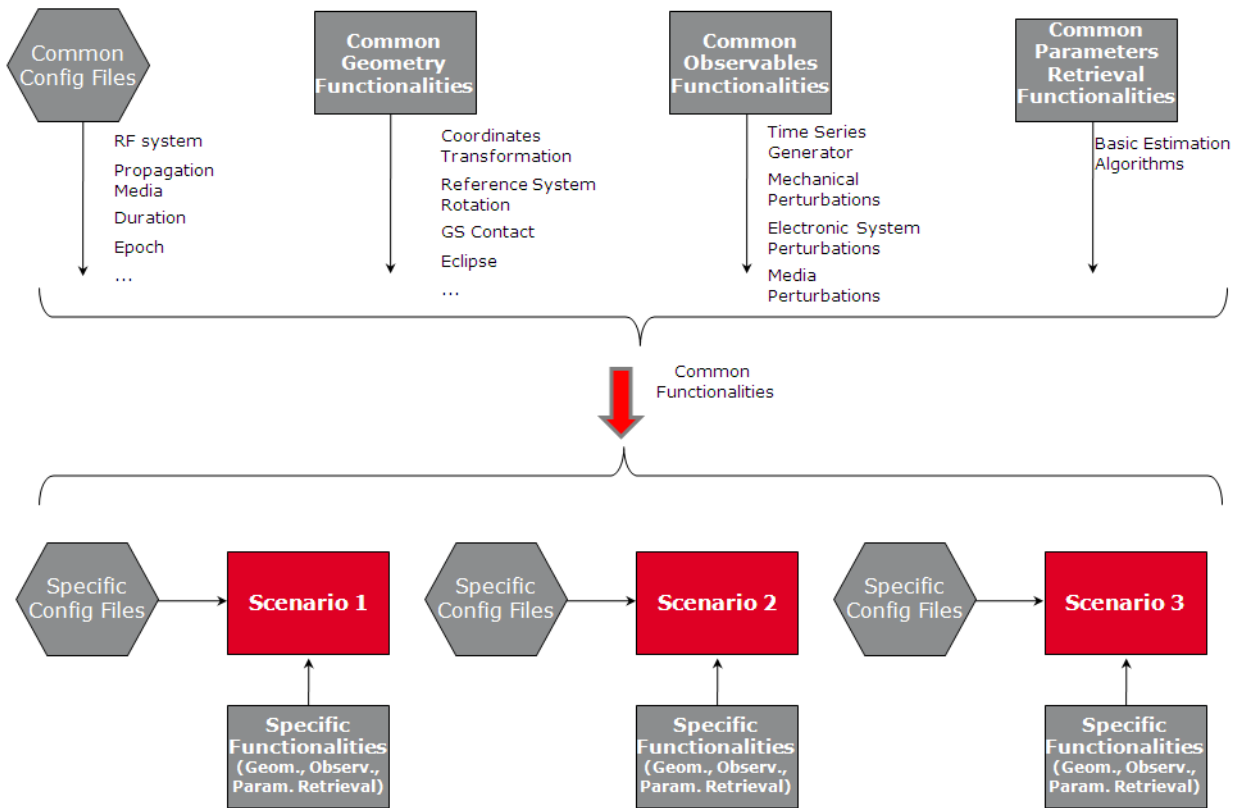 Common
Config Files
Common
Geometry
Functionalities
Common
Observables
Functionalities
Common
Parameters
Retrieval
Functionalities
RF system
Propagation
Media
Duration
Epoch
...
Coordinates
Transformation
Reference System
Rotation
GS Contact
Eclipse
...
Time Series
Generator
Mechanical
Perturbations
Electronic System
Perturbations
Media
Perturbations
Basic Estimation
Algorithms
Common
Functionalities
Specific
Config Files
Scenario 1
Specific
Config Files
Scenario 2
Specific
Config Files
Scenario 3
Specific
Functionalities
(Geom., Observ.,
Param. Retrieval)
Specific
Functionalities
(Geom., Observ.,
Param. Retrieval)
Specific
Functionalities
(Geom., Observ.,
Param. Retrieval)